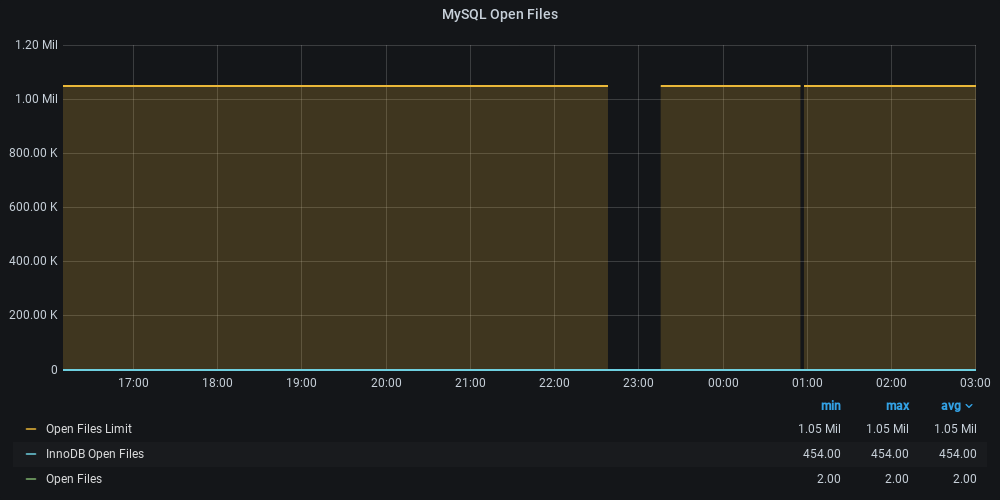 MySQL Open Files
1.20 Mil
1.00 Mil
800.00 K
600.00 K
400.00 K
200.00 K
0
17:00 18:00 19:00 20:00 21:00 22:00 23:00 00:00 01:00 02:00 03:00
min max avg
Open Files Limit 1.05 Mil 1.05 Mil 1.05 Mil
InnoDB Open Files 454.00 454.00 454.00
Open Files 2.00 2.00 2.00